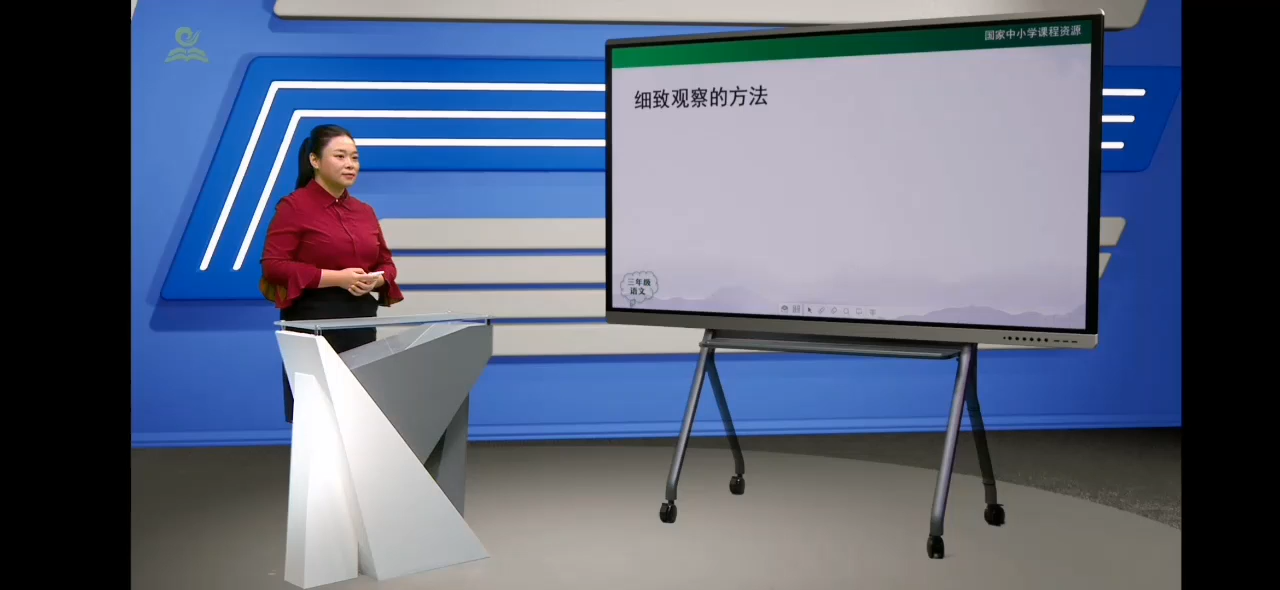 国家中小学课程资源
细致观察的方法
三年级
语文